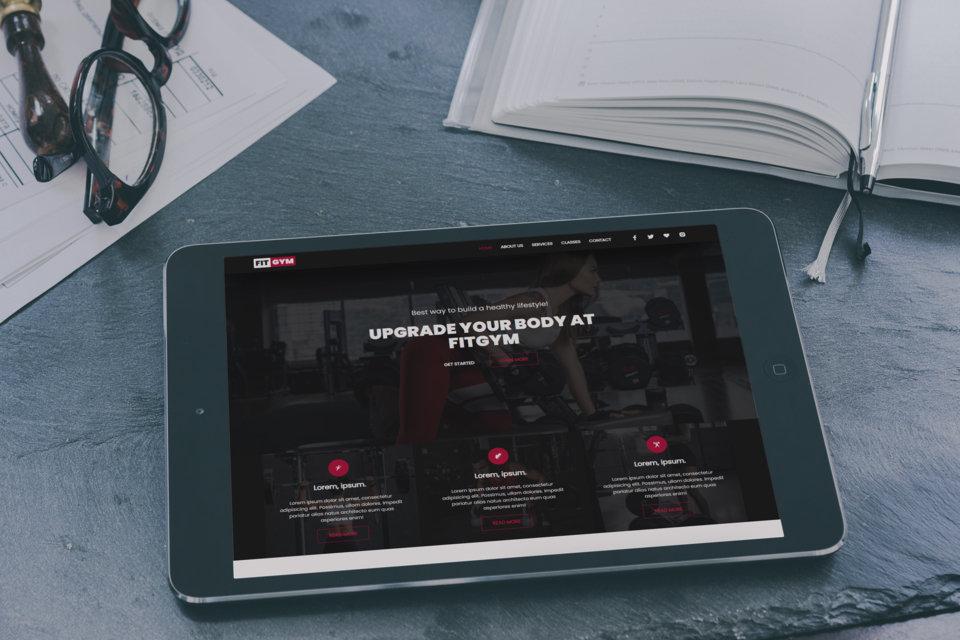 FIT GYM
HOME ABOUT US SERVICES CLASSES CONTACT
Best way to build a healthy lifestyle!
UPGRADE YOUR BODY AT
FITGYM
GET STARTED LEARN MORE
Lorem, ipsum.
Lorem ipsum dolor sit amet, consectetur
adipisicing elit. Possimus, ullam dolores, impedit
pariatur alias natus architecto eum quae
asperiores enim!
READ MORE
Lorem, ipsum.
Lorem ipsum dolor sit amet, consectetur
adipisicing elit. Possimus, ullam dolores, impedit
pariatur alias natus architecto eum quae
asperiores enim!
READ MORE
Lorem, ipsum.
Lorem ipsum dolor sit amet, consectetur
adipisicing elit. Possimus, ullam dolores, impedit
pariatur alias natus architecto eum quae
asperiores enim!
READ MORE